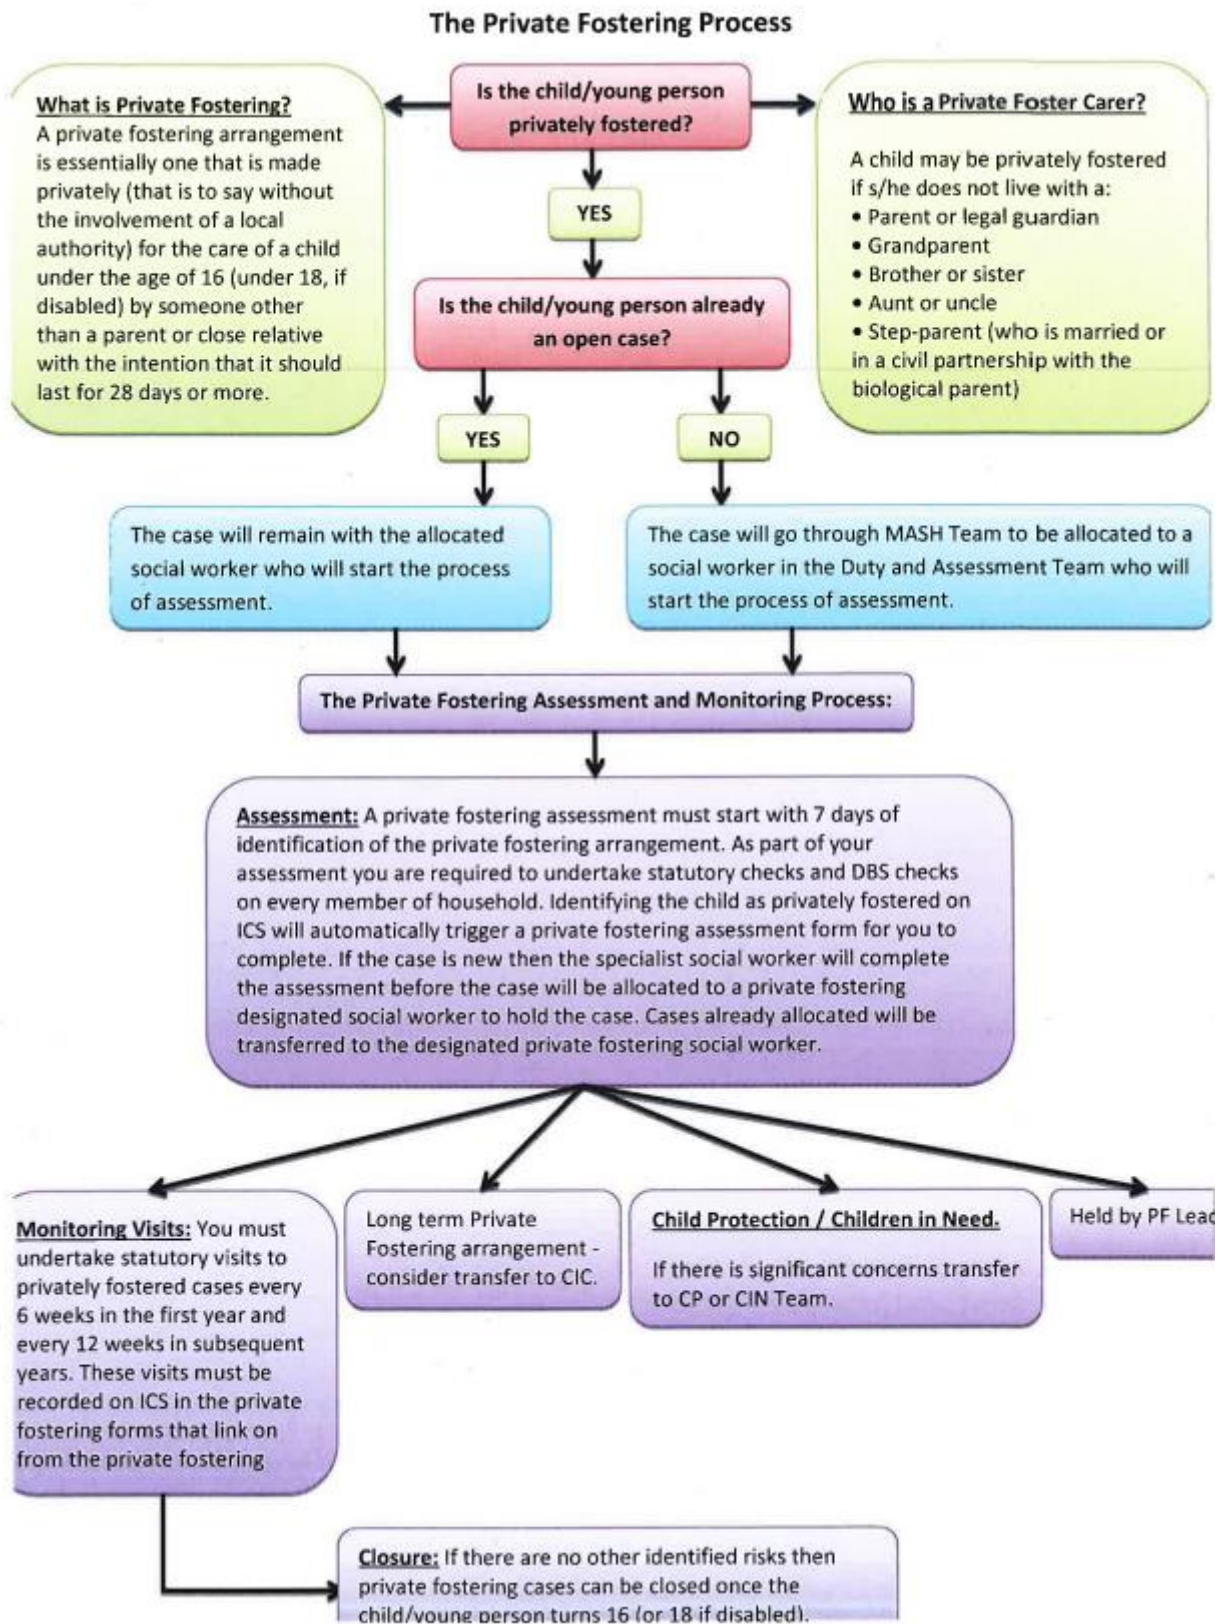 The Private Fostering Process
What is Private Fostering?
A private fostering arrangement
is essentially one that is made
privately (that is to say without
the involvement of a local
authority) for the care of a child
under the age of 16 (under 18, if
disabled) by someone other
than a parent or close relative
with the intention that it should
last for 28 days or more.
Is the child/young person
privately fostered?
Who is a Private Foster Carer?
A child may be privately fostered
if s/he does not live with a:
• Parent or legal guardian
• Grandparent
• Brother or sister
• Aunt or uncle
• Step-parent (who is married or
in a civil partnership with the
biological parent)
YES
Is the child/young person already
an open case?
YES
NO
The case will remain with the allocated
social worker who will start the process
of assessment.
The case will go through MASH Team to be allocated to a
social worker in the Duty and Assessment Team who will
start the process of assessment.
The Private Fostering Assessment and Monitoring Process:
Assessment: A private fostering assessment must start with 7 days of
identification of the private fostering arrangement. As part of your
assessment you are required to undertake statutory checks and DBS checks
on every member of household. Identifying the child as privately fostered on
ICS will automatically trigger a private fostering assessment form for you to
complete. If the case is new then the specialist social worker will complete
the assessment before the case will be allocated to a private fostering
designated social worker to hold the case. Cases already allocated will be
transferred to the designated private fostering social worker.
Monitoring Visits: You must
undertake statutory visits to
privately fostered cases every
6 weeks in the first year and
every 12 weeks in subsequent
years. These visits must be
recorded on ICS in the private
fostering forms that link on
from the private fostering
Long term Private
Fostering arrangement -
consider transfer to CIC.
Child Protection / Children in Need.
If there is significant concerns transfer
to CP or CIN Team.
Held by PF Lead
Closure: If there are no other identified risks then
private fostering cases can be closed once the
child/young person turns 16 (or 18 if disabled).